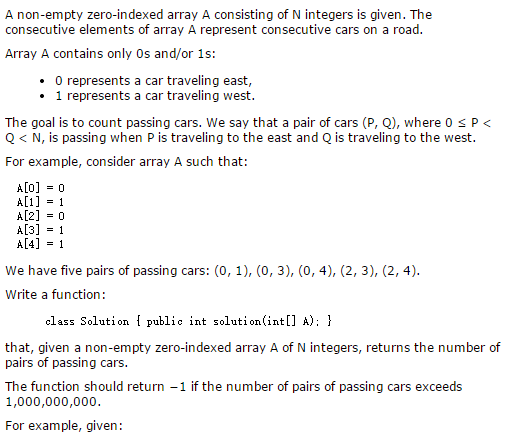 A non-empty zero-indexed array A consisting of N integers is given. The
consecutive elements of array A represent consecutive cars on a road.
Array A contains only 0s and/or 1s:
• 0 represents a car traveling east,
• 1 represents a car traveling west.
The goal is to count passing cars. We say that a pair of cars (P, Q), where 0 ≤ P <
Q < N, is passing when P is traveling to the east and Q is traveling to the west.
For example, consider array A such that:
A[0] = 0
A[1] = 1
A[2] = 0
A[3] = 1
A[4] = 1
We have five pairs of passing cars: (0, 1), (0, 3), (0, 4), (2, 3), (2, 4).
Write a function:
class Solution { public int solution(int[] A); }
that, given a non-empty zero-indexed array A of N integers, returns the number of
pairs of passing cars.
The function should return −1 if the number of pairs of passing cars exceeds
1,000,000,000.
For example, given: